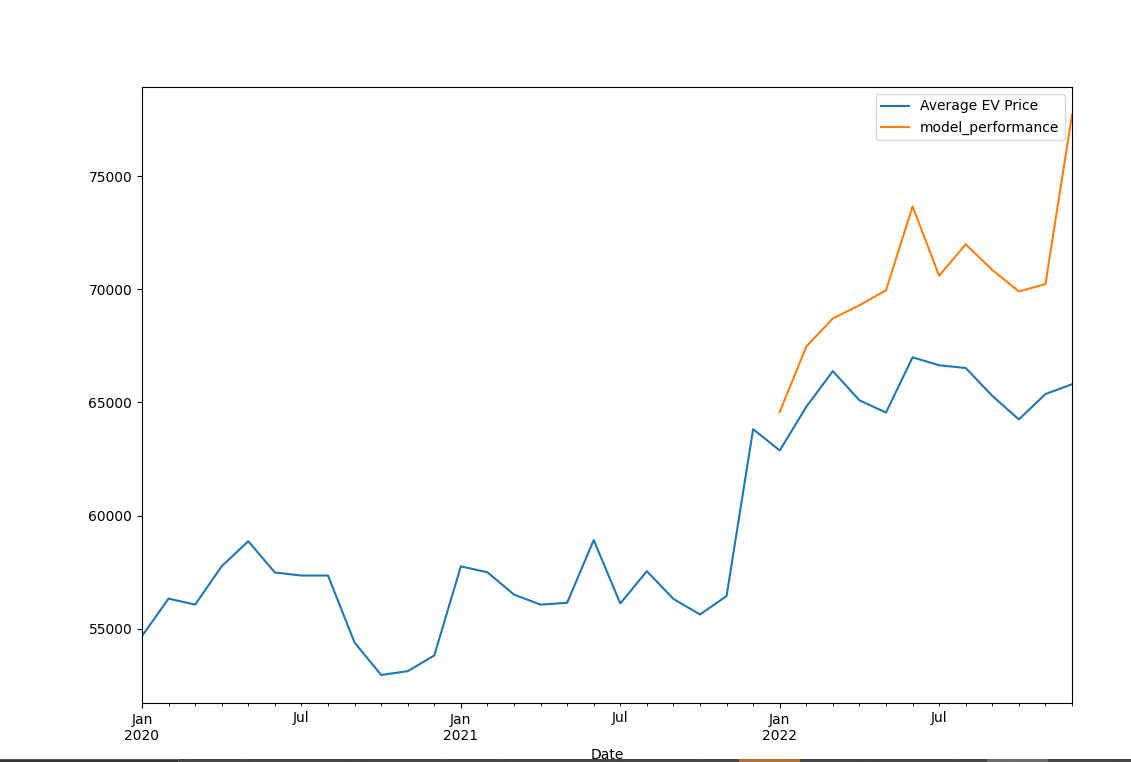 Average EV Price
model_performance
75000
70000
65000
60000
55000
Jan
2020
Jul
Jan
2021
Jul
Jan
2022
Jul
Date